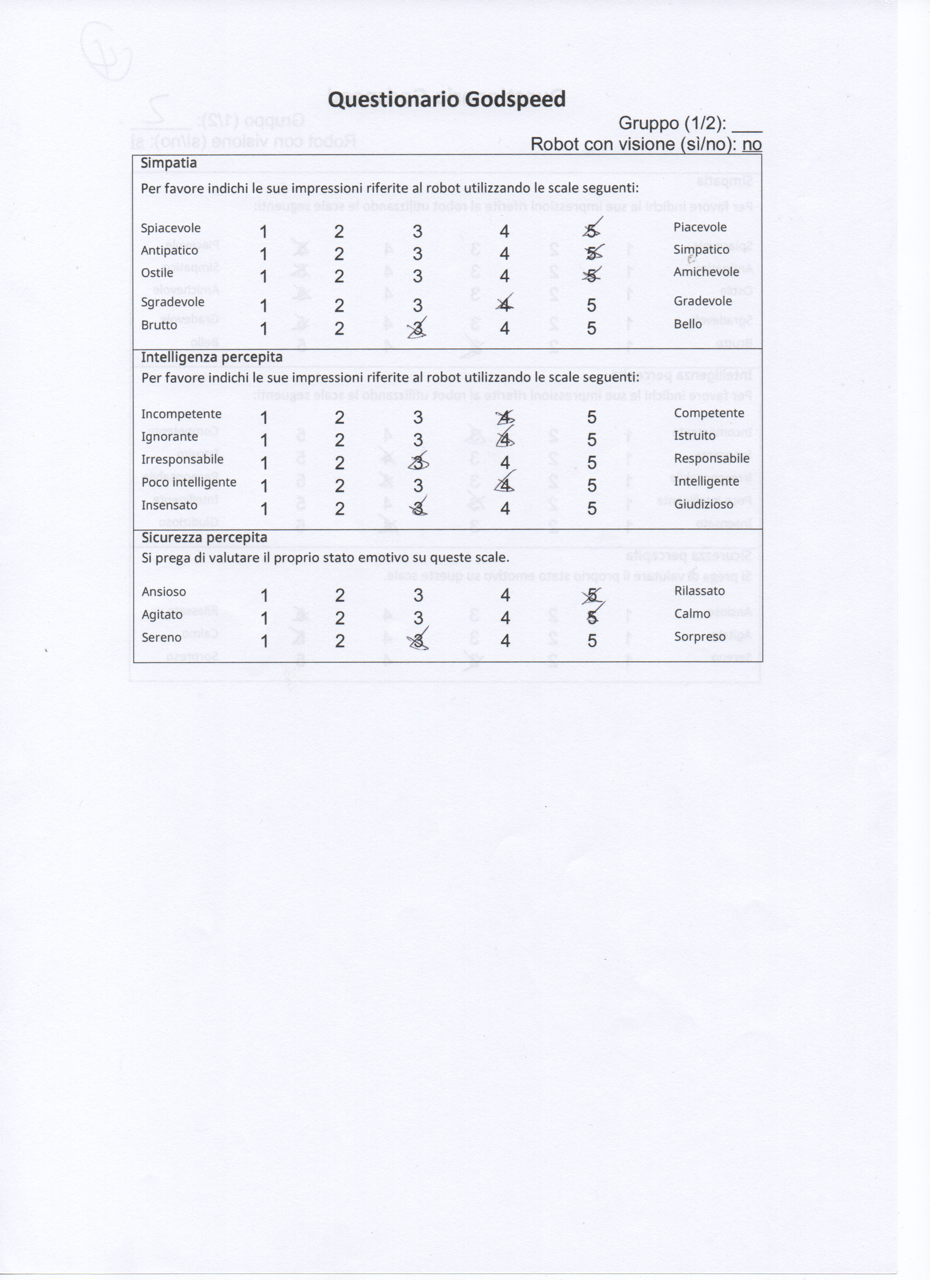 Questionario Godspeed
Gruppo (1/2): ___
Robot con visione (sì/no): no
Simpatia
Per favore indichi le sue impressioni riferite al robot utilizzando le scale seguenti:
Spiacevole 1 2 3 4 5 Piacevole
Antipatico 1 2 3 4 5 Simpatico
Ostile 1 2 3 4 5 Amichevole
Sgradevole 1 2 3 4 5 Gradevole
Brutto 1 2 3 4 5 Bello
Intelligenza percepita
Per favore indichi le sue impressioni riferite al robot utilizzando le scale seguenti:
Incompetente 1 2 3 4 5 Competente
Ignorante 1 2 3 4 5 Istruito
Irresponsabile 1 2 3 4 5 Responsabile
Poco intelligente 1 2 3 4 5 Intelligente
Insensato 1 2 3 4 5 Giudizioso
Sicurezza percepita
Si prega di valutare il proprio stato emotivo su queste scale.
Ansioso 1 2 3 4 5 Rilassato
Agitato 1 2 3 4 5 Calmo
Sereno 1 2 3 4 5 Sorpreso